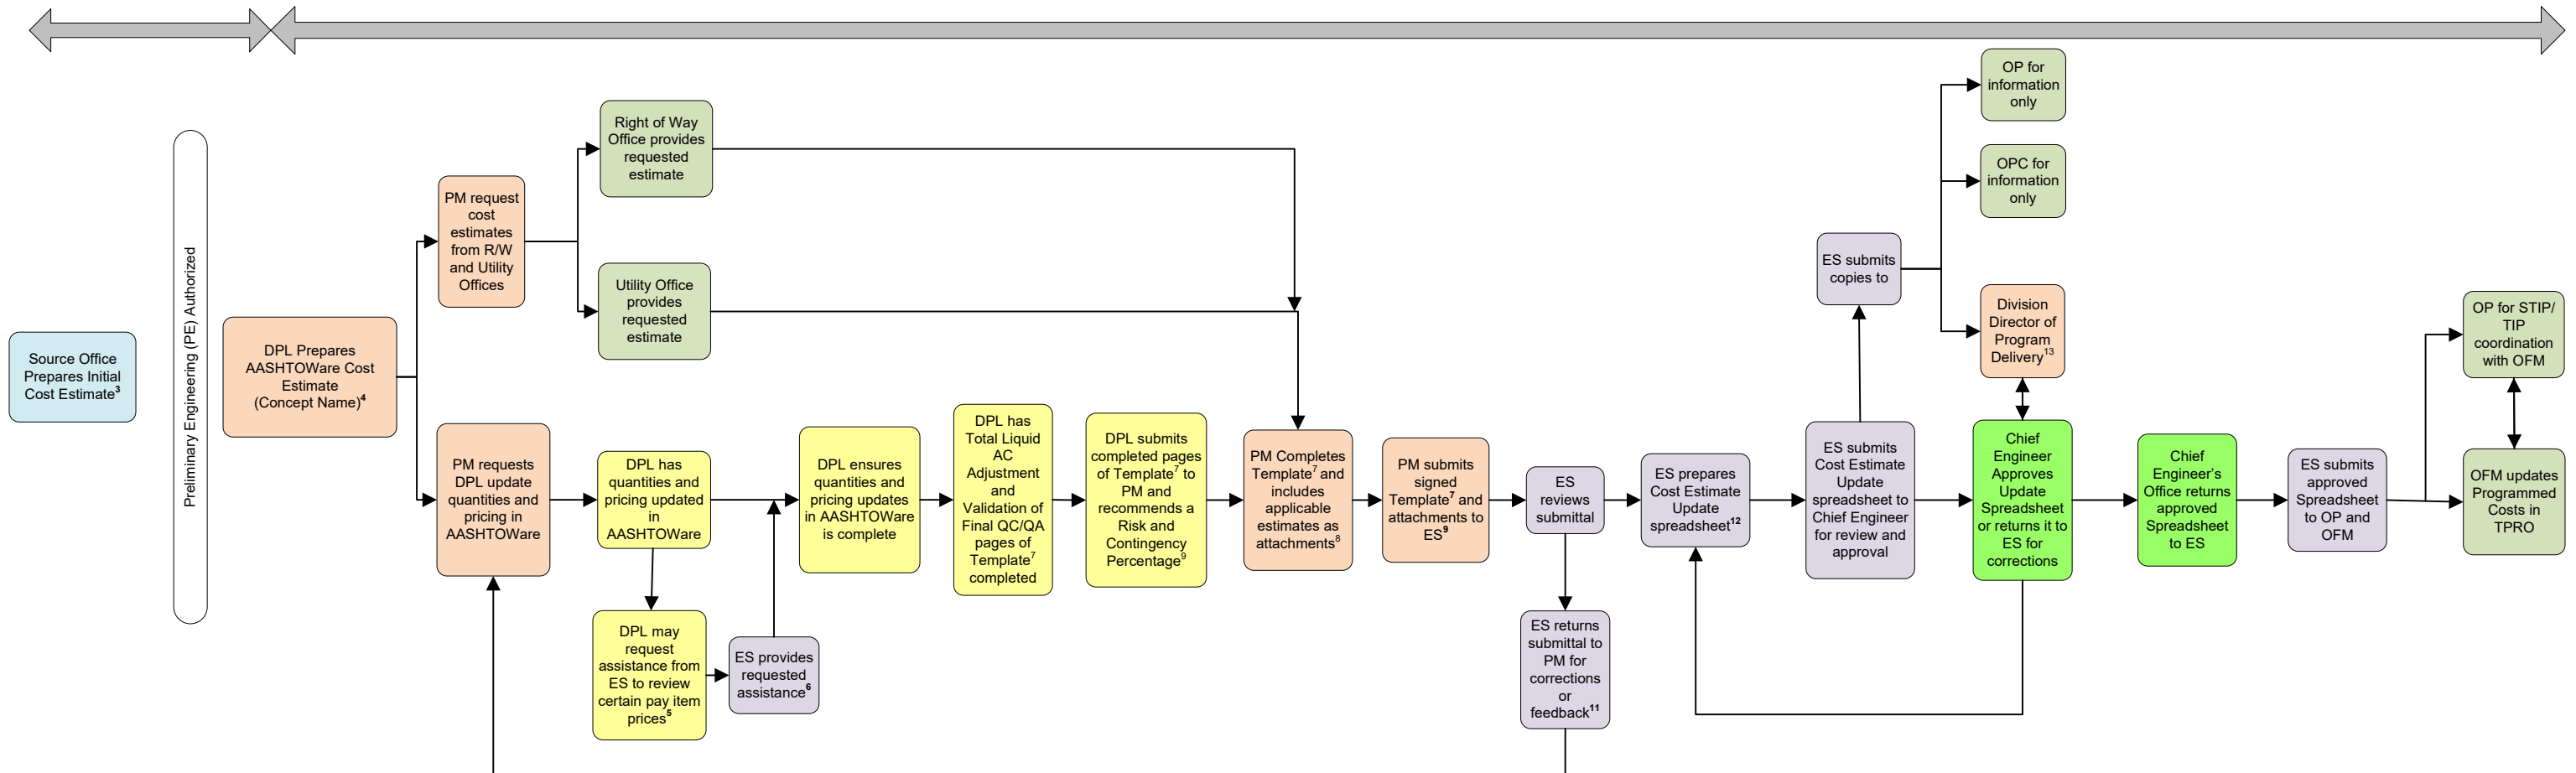 Source Office
Prepares Initial
Cost Estimate³
Preliminary Engineering (PE) Authorized
DPL Prepares
AASHTOWare Cost
Estimate
(Concept Name)⁴
PM request
cost
estimates
from R/W
and Utility
Offices
Right of Way
Office provides
requested
estimate
Utility Office
provides
requested
estimate
PM requests
DPL update
quantities and
pricing in
AASHTOWare
DPL has
quantities and
pricing updated
in
AASHTOWare
DPL may
request
assistance from
ES to review
certain pay item
prices⁵
ES provides
requested
assistance⁶
DPL ensures
quantities and
pricing updates
in AASHTOWare
is complete
DPL has
Total Liquid
AC
Adjustment
and
Validation of
Final QC/QA
pages of
Template⁷
completed
DPL submits
completed pages
of Template⁷ to
PM and
recommends a
Risk and
Contingency
Percentage⁹
PM Completes
Template⁷ and
includes
applicable
estimates as
attachments⁸
PM submits
signed
Template⁷ and
attachments to
ES⁹
ES
reviews
submittal
ES returns
submittal to
PM for
corrections
or
feedback¹¹
ES prepares
Cost Estimate
Update
spreadsheet¹²
ES submits
Cost Estimate
Update
spreadsheet to
Chief Engineer
for review and
approval
ES submits
copies to
OP for
information
only
OPC for
information
only
Division
Director of
Program
Delivery¹³
Chief
Engineer
Approves
Update
Spreadsheet
or returns it to
ES for
corrections
Chief
Engineer's
Office returns
approved
Spreadsheet
to ES
ES submits
approved
Spreadsheet
to OP and
OFM
OP for STIP/
TIP
coordination
with OFM
OFM updates
Programmed
Costs in
TPRO